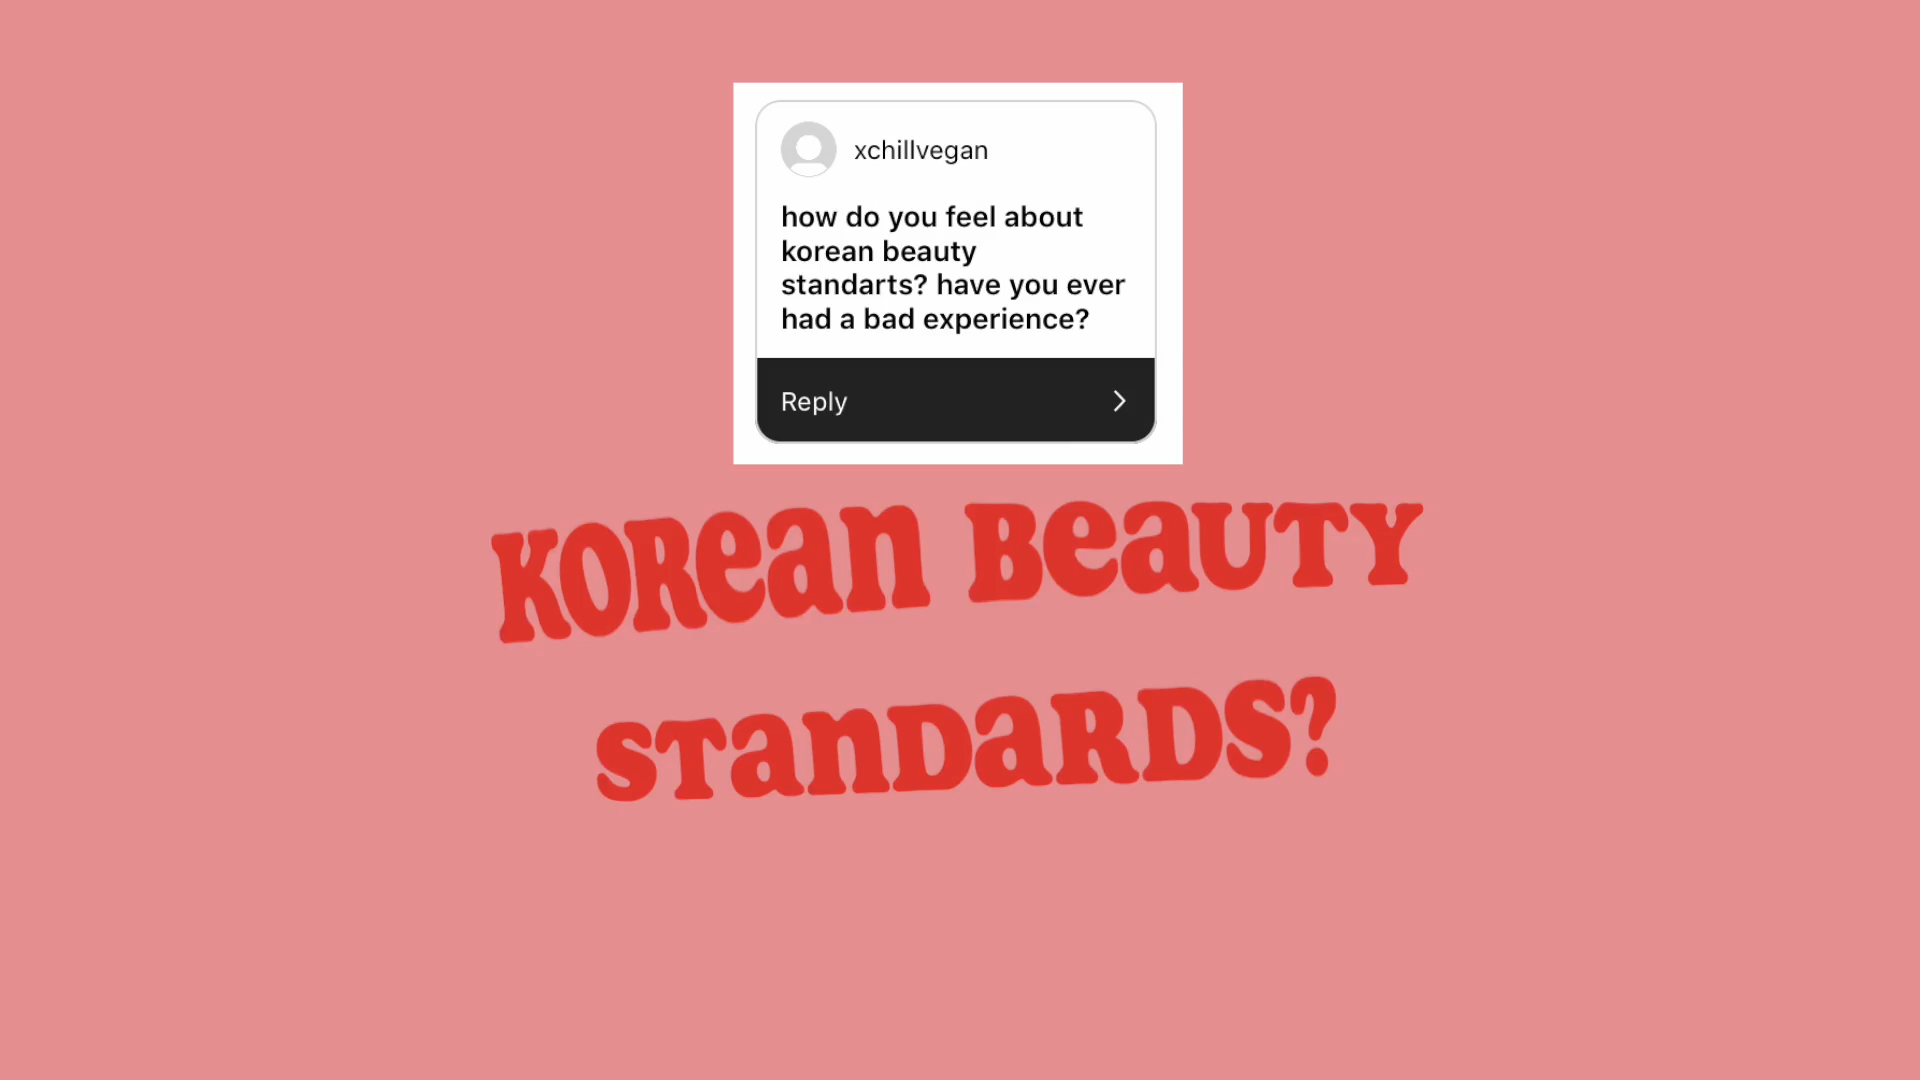 xchillvegan
how do you feel about
korean beauty
standarts? have you ever
had a bad experience?
Reply
KORean BeaUTY
STanDaRDS?